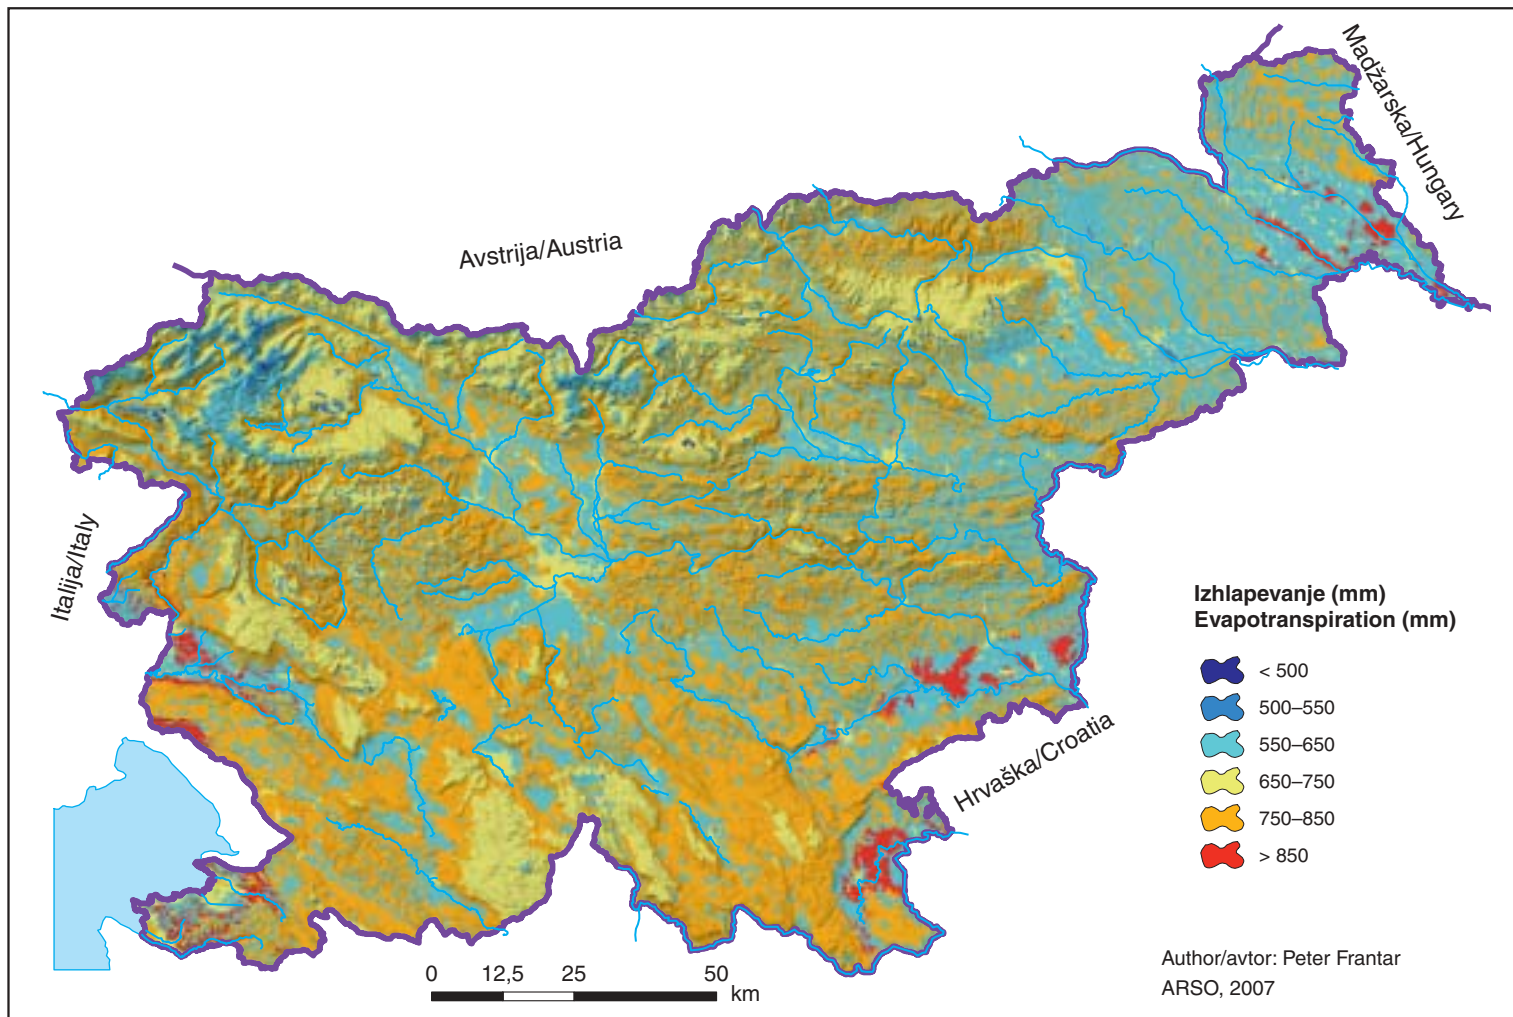 Madžarska/Hungary
Avstrija/Austria
Italija/Italy
Hrvaška/Croatia
Izhlapevanje (mm)
Evapotranspiration (mm)
< 500
500–550
550–650
650–750
750–850
> 850
0 12,5 25 50
km
Author/avtor: Peter Frantar
ARSO, 2007